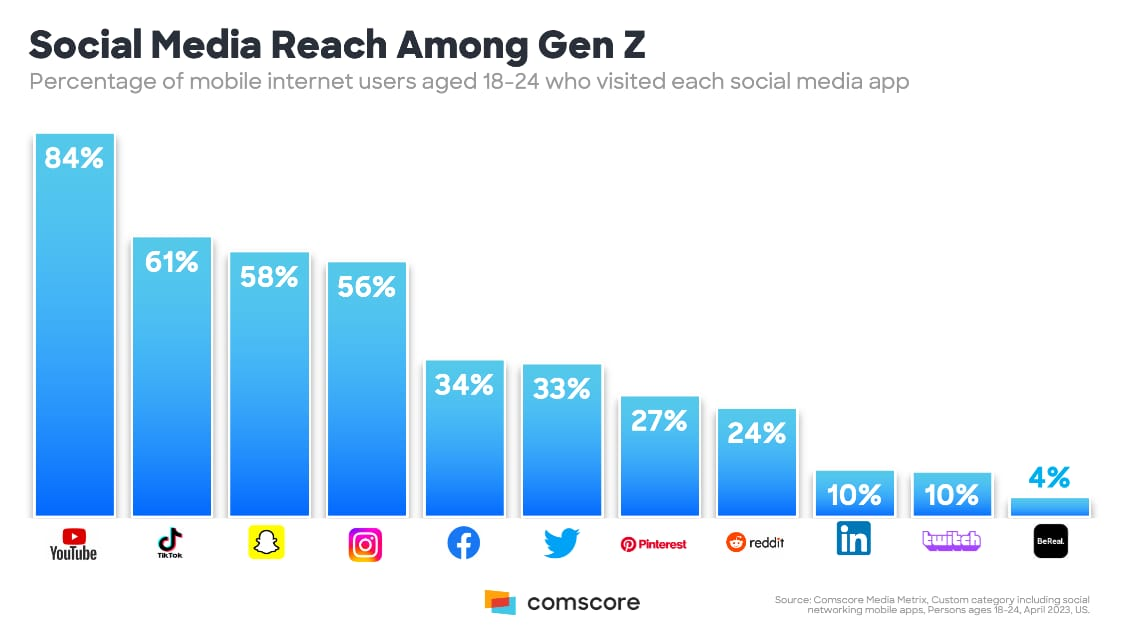 Social Media Reach Among Gen Z
Percentage of mobile internet users aged 18-24 who visited each social media app
84%
61%
58%
56%
34%
33%
27%
24%
10%
10%
4%
YouTube
TikTok
Pinterest
reddit
in
twitch
BeReal.
comscore
Source: Comscore Media Metrix, Custom category including social
networking mobile apps, Persons ages 18-24, April 2023, US.